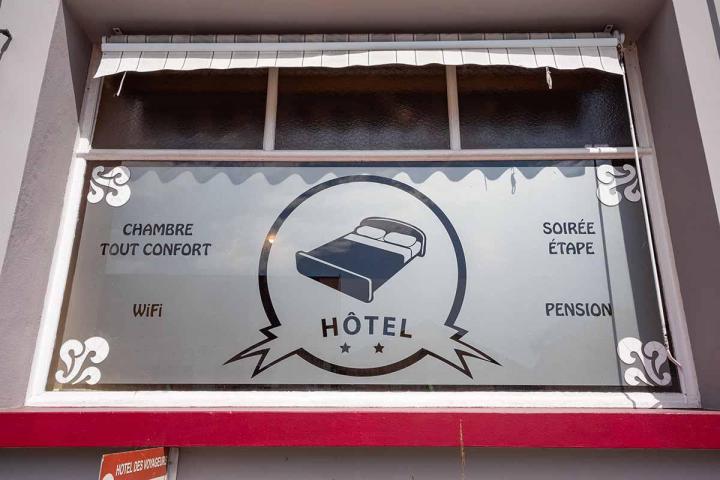 CHAMBRE
TOUT CONFORT
WiFi
HÔTEL
SOIRÉE
ÉTAPE
PENSION
HOTEL DES VOYAGEURS